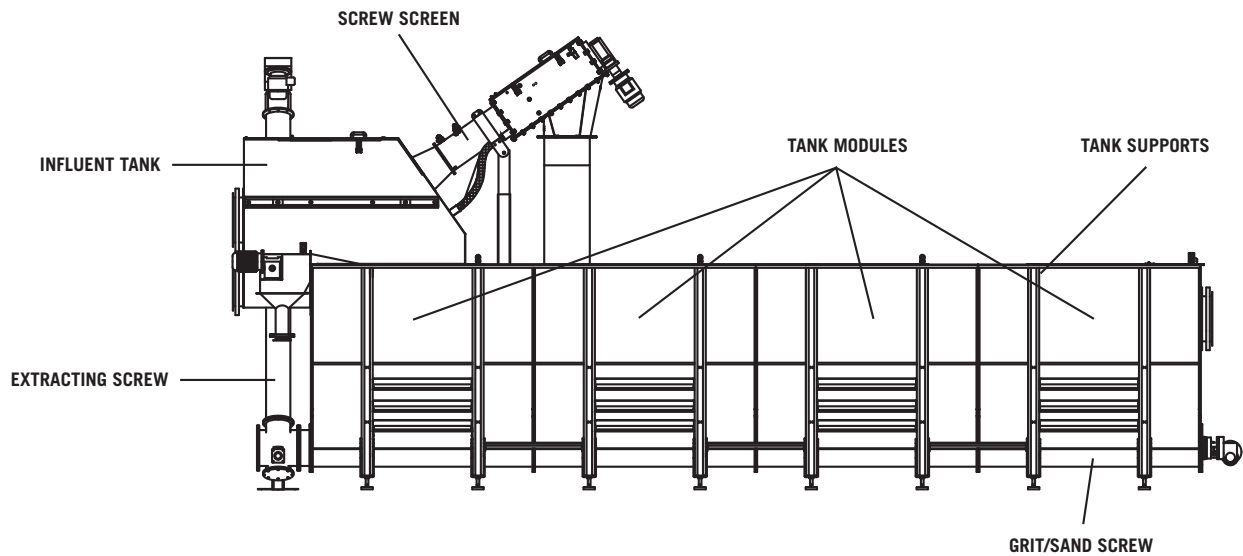 SCREW SCREEN
INFLUENT TANK
TANK MODULES
TANK SUPPORTS
EXTRACTING SCREW
GRIT/SAND SCREW